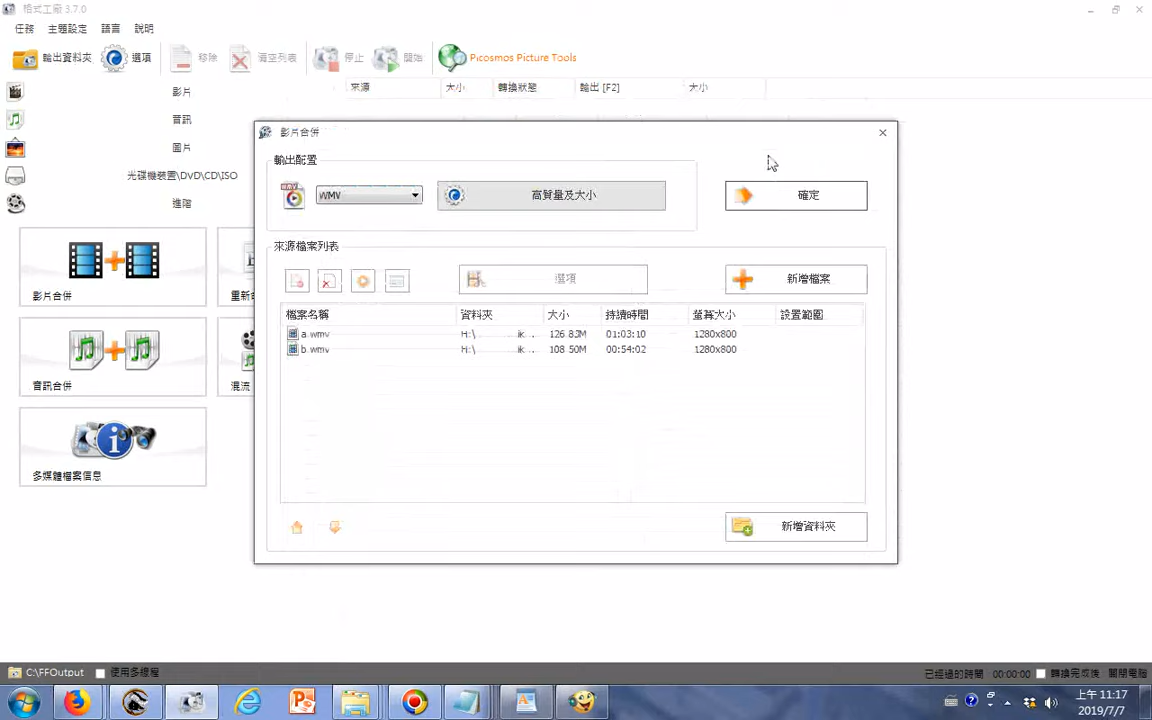 格式工廠 3.7.0
任務 主題設定 語言 說明
輸出資料夾 選項 移除 清空列表 停止 開始 Picosmos Picture Tools
來源 大小 轉換狀態 輸出 [F2] 大小
影片
音訊
圖片
光碟機裝置\DVD\CD\ISO
進階
影片合併
音訊合併
混流
多媒體檔案信息
影片合併
輸出配置
WMV 高質量及大小 確定
來源檔案列表
選項 新增檔案
檔案名稱 資料夾 大小 持續時間 螢幕大小 設置範圍
a.wmv H:\ 126.83M 01:03:10 1280x800
b.wmv H:\ 108.50M 00:54:02 1280x800
新增資料夾
C:\FFOutput 使用多線程 已經過的時間 00:00:00 轉換完成後 關閉電腦
上午 11:17
2019/7/7